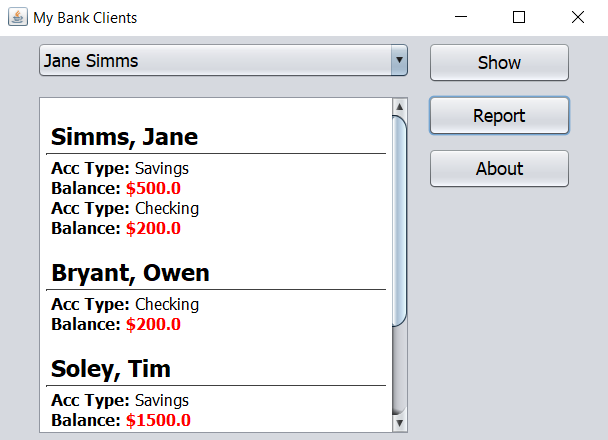 My Bank Clients
Jane Simms
Show
Simms, Jane
Acc Type: Savings
Balance: $500.0
Acc Type: Checking
Balance: $200.0
Bryant, Owen
Acc Type: Checking
Balance: $200.0
Soley, Tim
Acc Type: Savings
Balance: $1500.0
Report
About